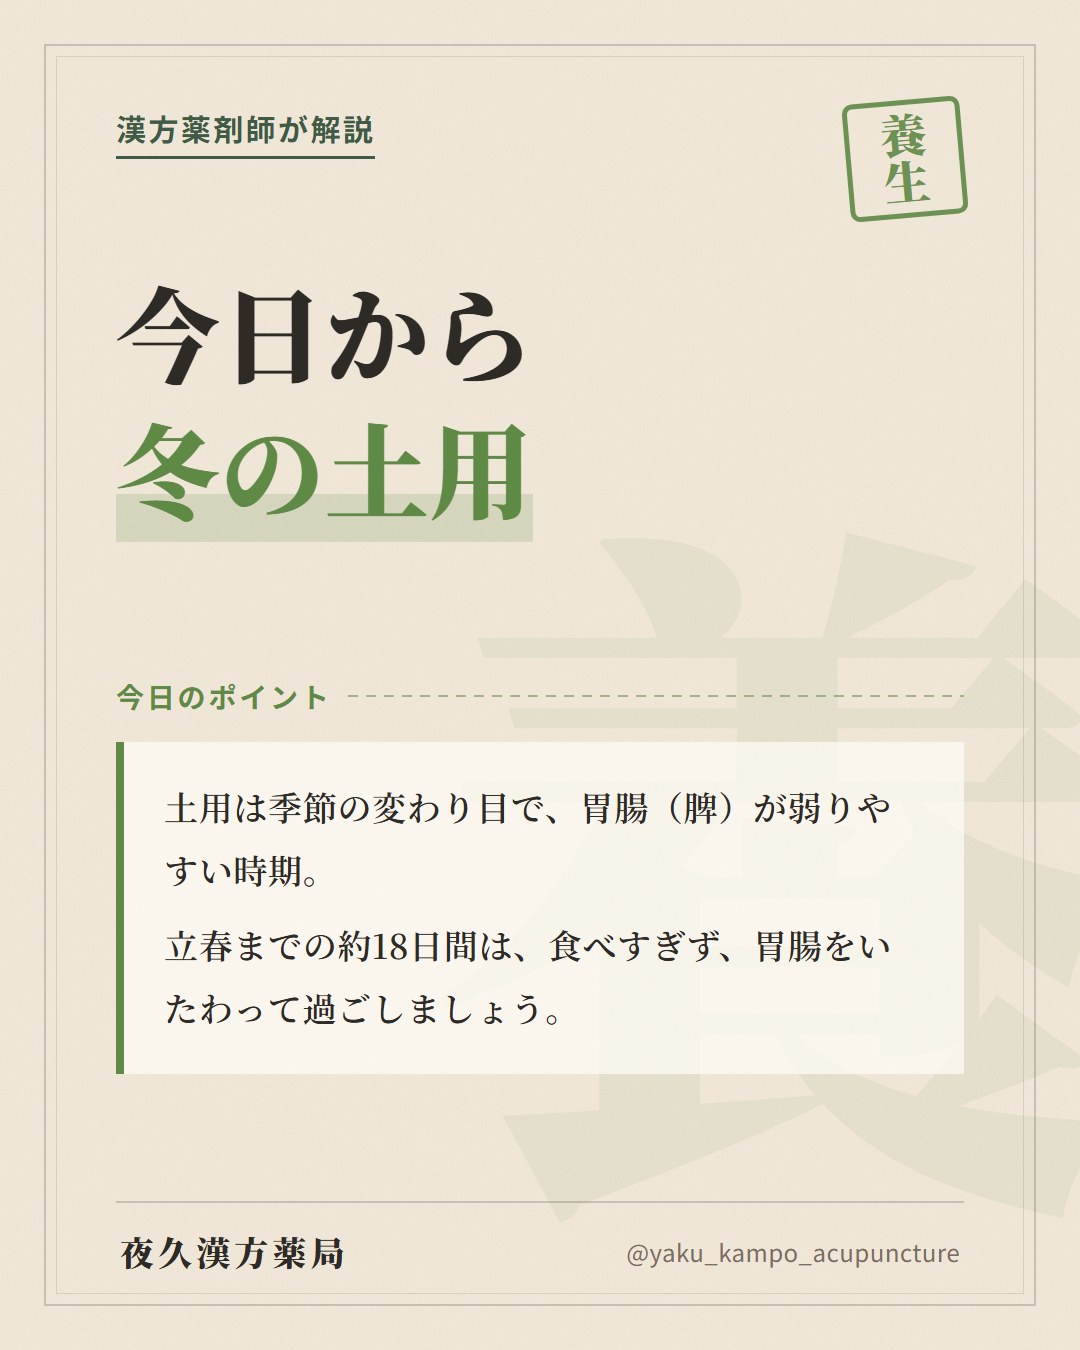 漢方薬剤師が解説
養
生
今日から
冬の土用
今日のポイント
土用は季節の変わり目で、胃腸（脾）が弱りや
すい時期。
立春までの約18日間は、食べすぎず、胃腸をい
たわって過ごしましょう。
養
夜久漢方薬局
@yaku_kampo_acupuncture